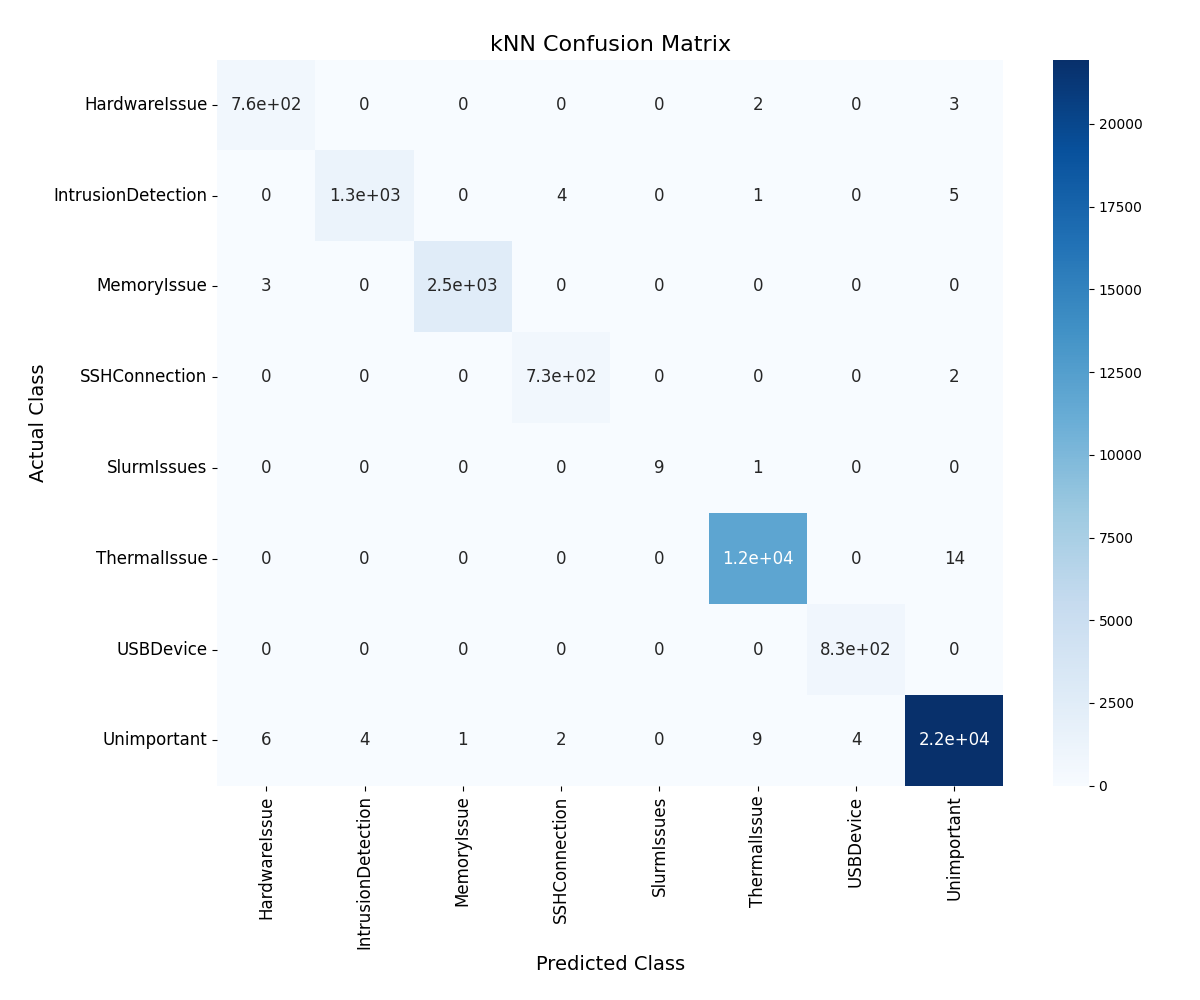 kNN Confusion Matrix
HardwareIssue 7.6e+02 0 0 0 0 2 0 3
IntrusionDetection 0 1.3e+03 0 4 0 1 0 5
MemoryIssue 3 0 2.5e+03 0 0 0 0 0
SSHConnection 0 0 0 7.3e+02 0 0 0 2
SlurmIssues 0 0 0 0 9 1 0 0
ThermalIssue 0 0 0 0 0 1.2e+04 0 14
USBDevice 0 0 0 0 0 0 8.3e+02 0
Unimportant 6 4 1 2 0 9 4 2.2e+04
Actual Class
HardwareIssue
IntrusionDetection
MemoryIssue
SSHConnection
SlurmIssues
ThermalIssue
USBDevice
Unimportant
Predicted Class
20000
17500
15000
12500
10000
7500
5000
2500
0